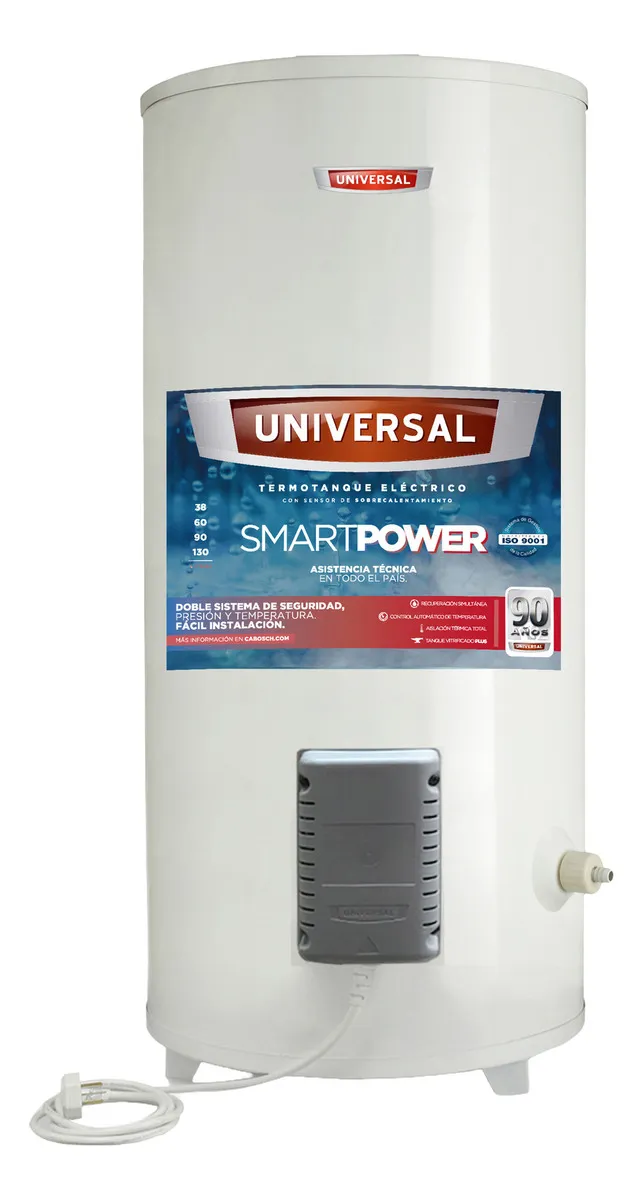 UNIVERSAL
UNIVERSAL
TERMOTANQUE ELÉCTRICO
CON SENSOR DE SOBRECALENTAMIENTO
38
60
90
130
SMARTPOWER
ISO 9001
ASISTENCIA TÉCNICA
EN TODO EL PAÍS.
DOBLE SISTEMA DE SEGURIDAD,
PRESIÓN Y TEMPERATURA.
FÁCIL INSTALACIÓN.
MÁS INFORMACIÓN EN CABOSCH.COM
RECUPERACIÓN SIMULTÁNEA
CONTROL AUTOMÁTICO DE TEMPERATURA
AISLACIÓN TÉRMICA TOTAL
TANQUE VITRIFICADO PLUS
90
AÑOS
UNIVERSAL
UNIVERSAL